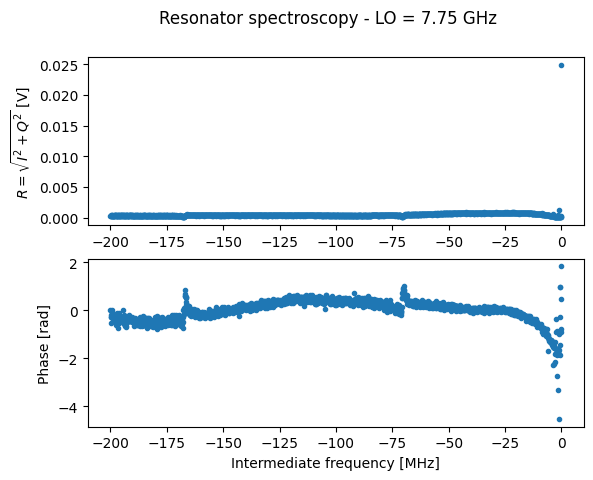 Resonator spectroscopy - LO = 7.75 GHz
R = √I² + Q² [V]
0.025
0.020
0.015
0.010
0.005
0.000
−200 −175 −150 −125 −100 −75 −50 −25 0
Phase [rad]
2
0
−2
−4
−200 −175 −150 −125 −100 −75 −50 −25 0
Intermediate frequency [MHz]